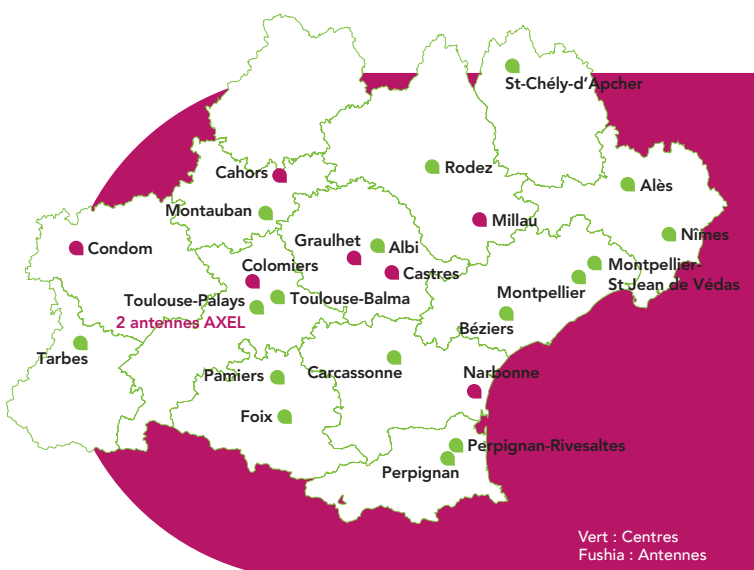 St-Chély-d'Apcher
Cahors
Rodez
Alès
Montauban
Millau
Nîmes
Condom
Graulhet
Albi
Colomiers
Castres
Montpellier-
St Jean de Védas
Montpellier
Toulouse-Palays
2 antennes AXEL
Toulouse-Balma
Béziers
Tarbes
Pamiers
Carcassonne
Narbonne
Foix
Perpignan-Rivesaltes
Perpignan
Vert : Centres
Fushia : Antennes